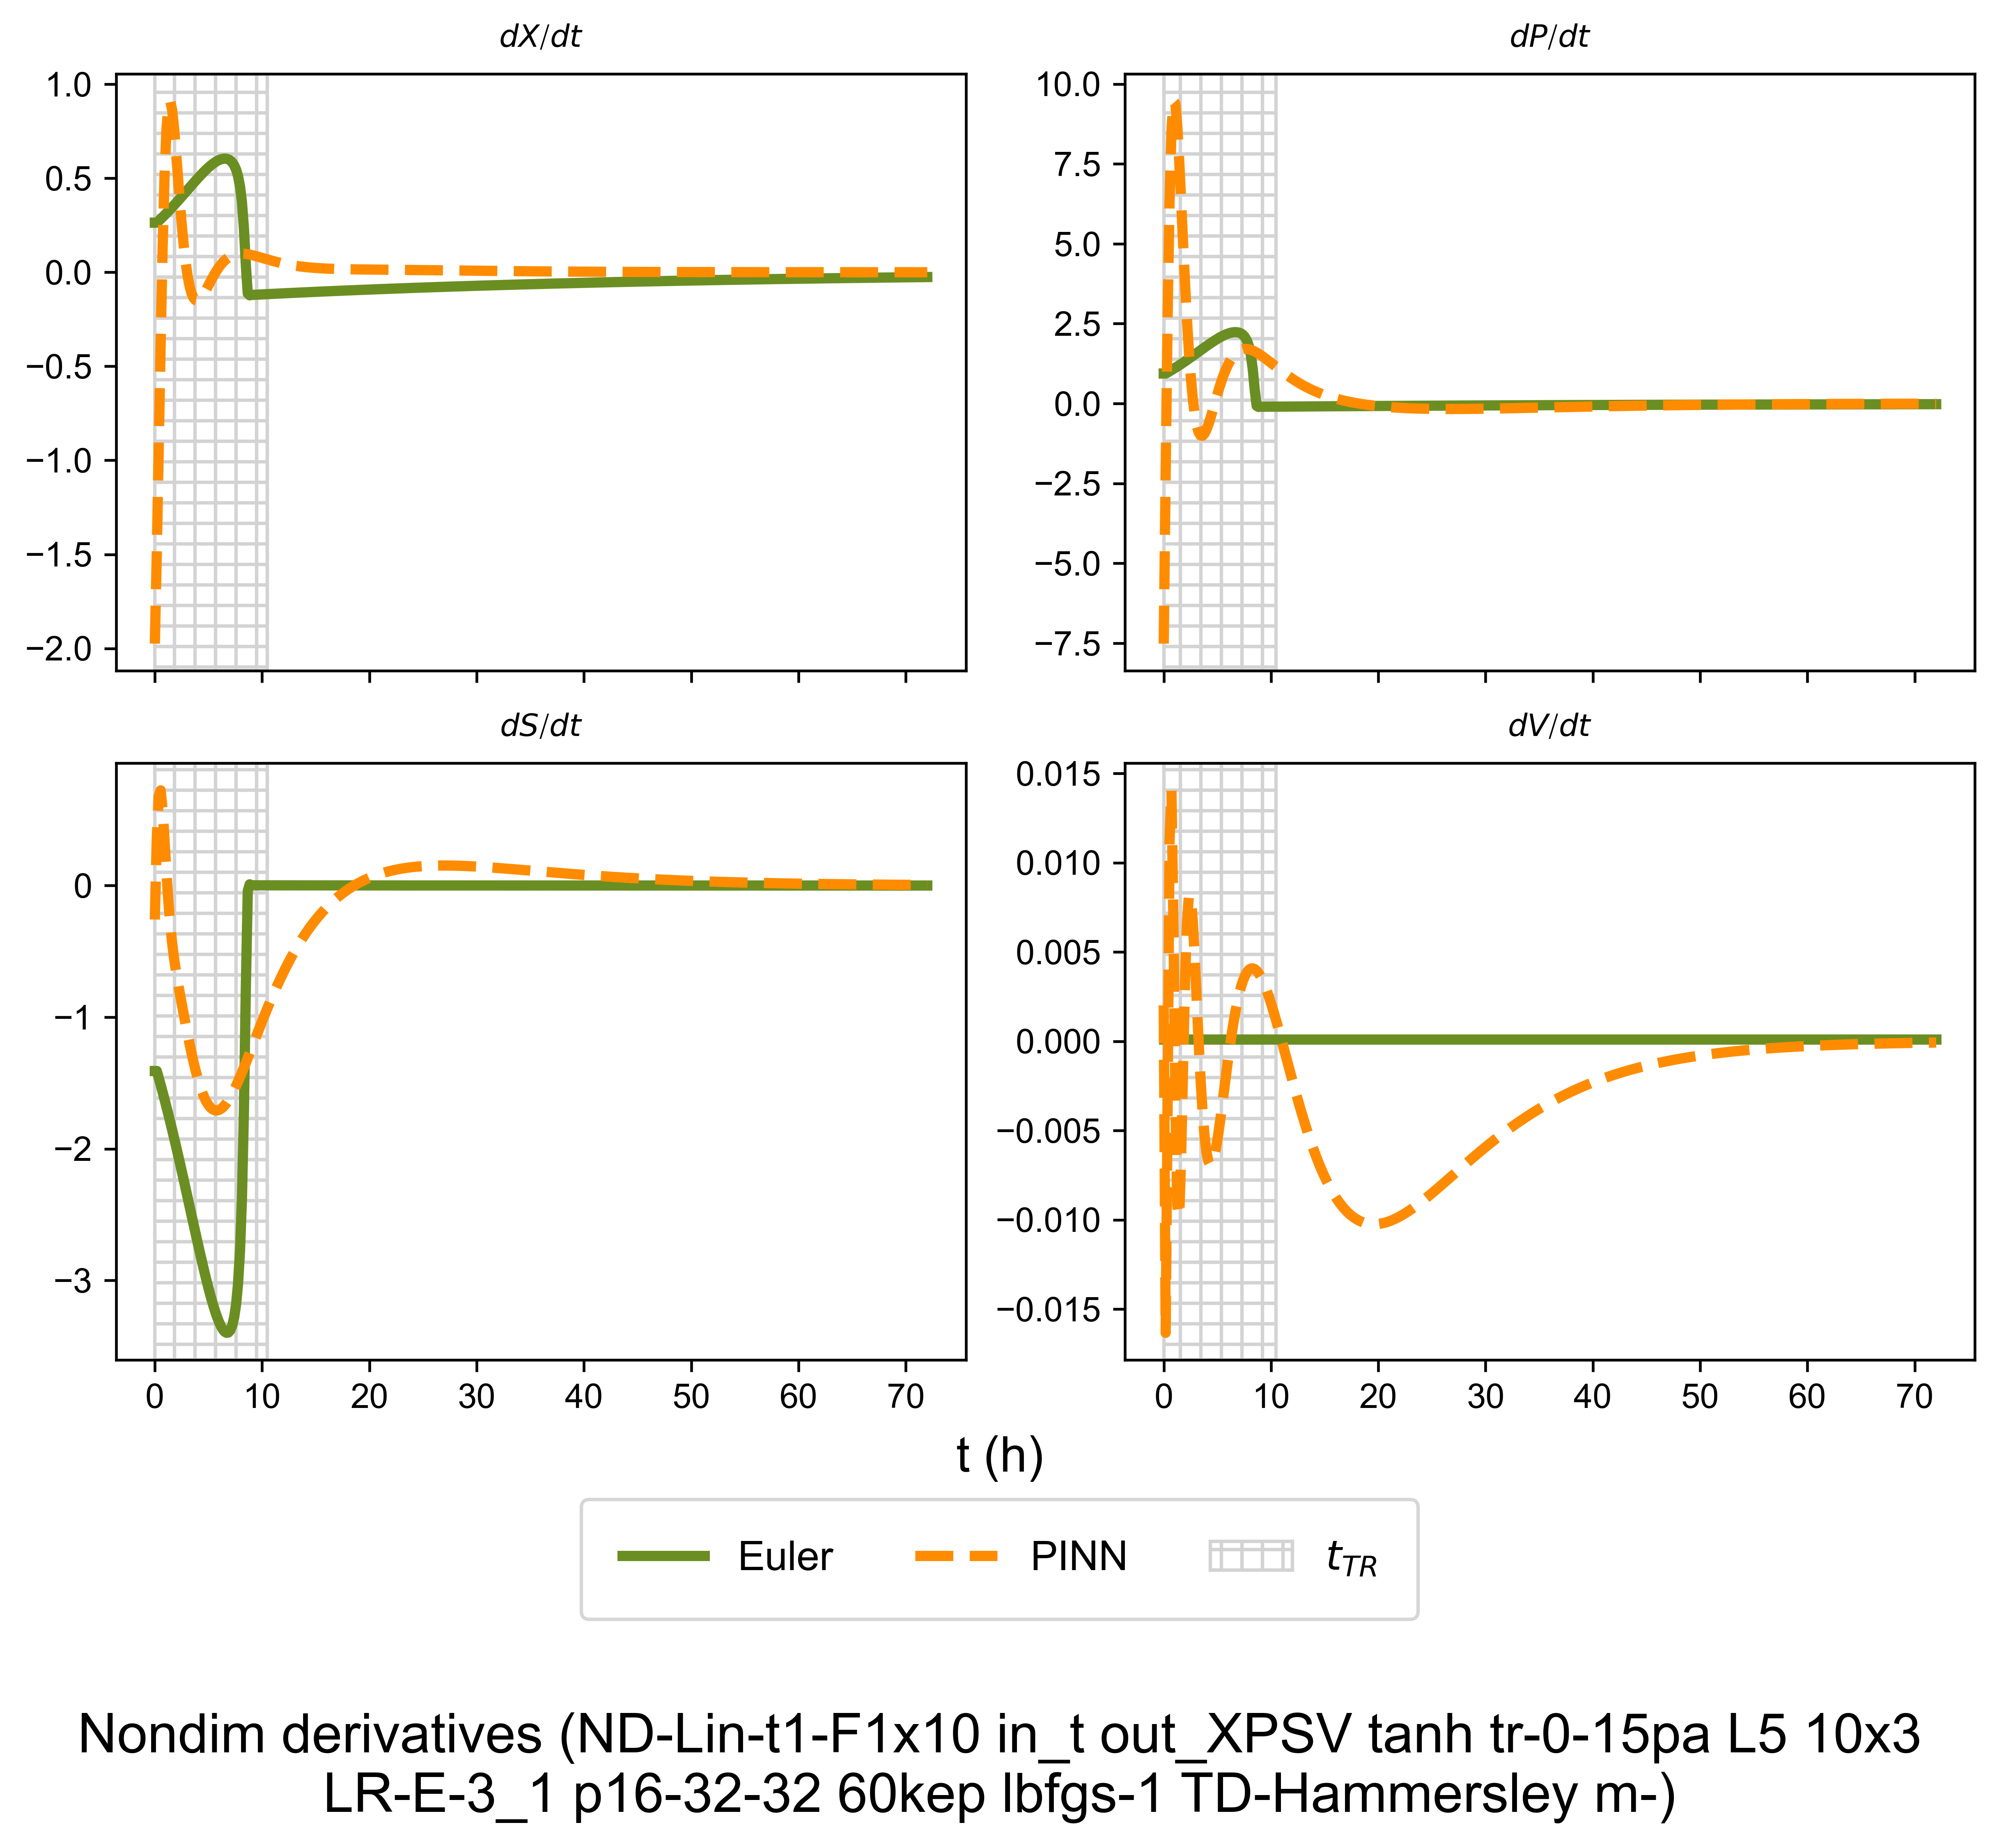 dX/dt
dP/dt
1.0
0.5
0.0
−0.5
−1.0
−1.5
−2.0
10.0
7.5
5.0
2.5
0.0
−2.5
−5.0
−7.5
dS/dt
dV/dt
0
−1
−2
−3
0.015
0.010
0.005
0.000
−0.005
−0.010
−0.015
0 10 20 30 40 50 60 70
0 10 20 30 40 50 60 70
t (h)
Euler PINN t_TR
Nondim derivatives (ND-Lin-t1-F1x10 in_t out_XPSV tanh tr-0-15pa L5 10x3
LR-E-3_1 p16-32-32 60kep lbfgs-1 TD-Hammersley m-)